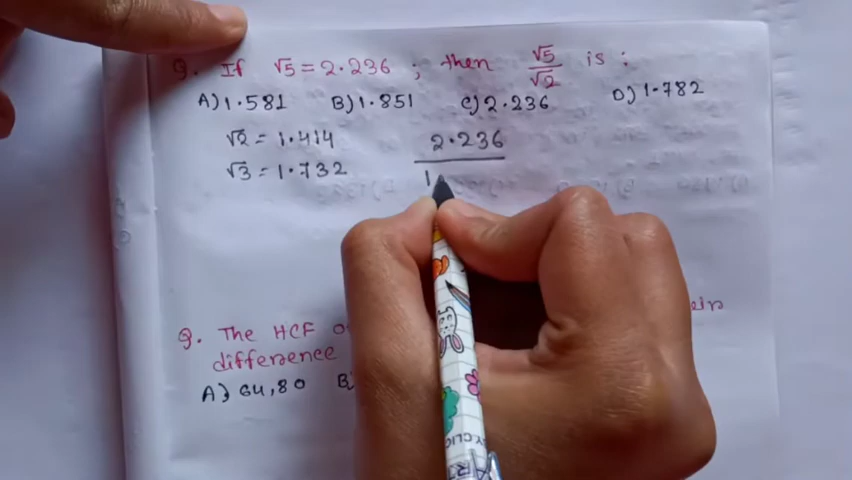 Q. If √5 = 2.236 ; then √5/√2 is :
A) 1.581 B) 1.851 C) 2.236 D) 1.782
√2 = 1.414 2.236
√3 = 1.732 1
Q. The HCF
difference
A) 64,80 B)